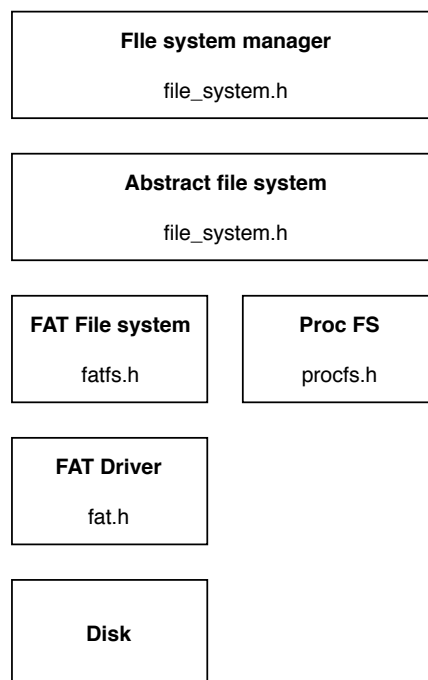 FIle system manager
file_system.h
Abstract file system
file_system.h
FAT File system
fatfs.h
Proc FS
procfs.h
FAT Driver
fat.h
Disk